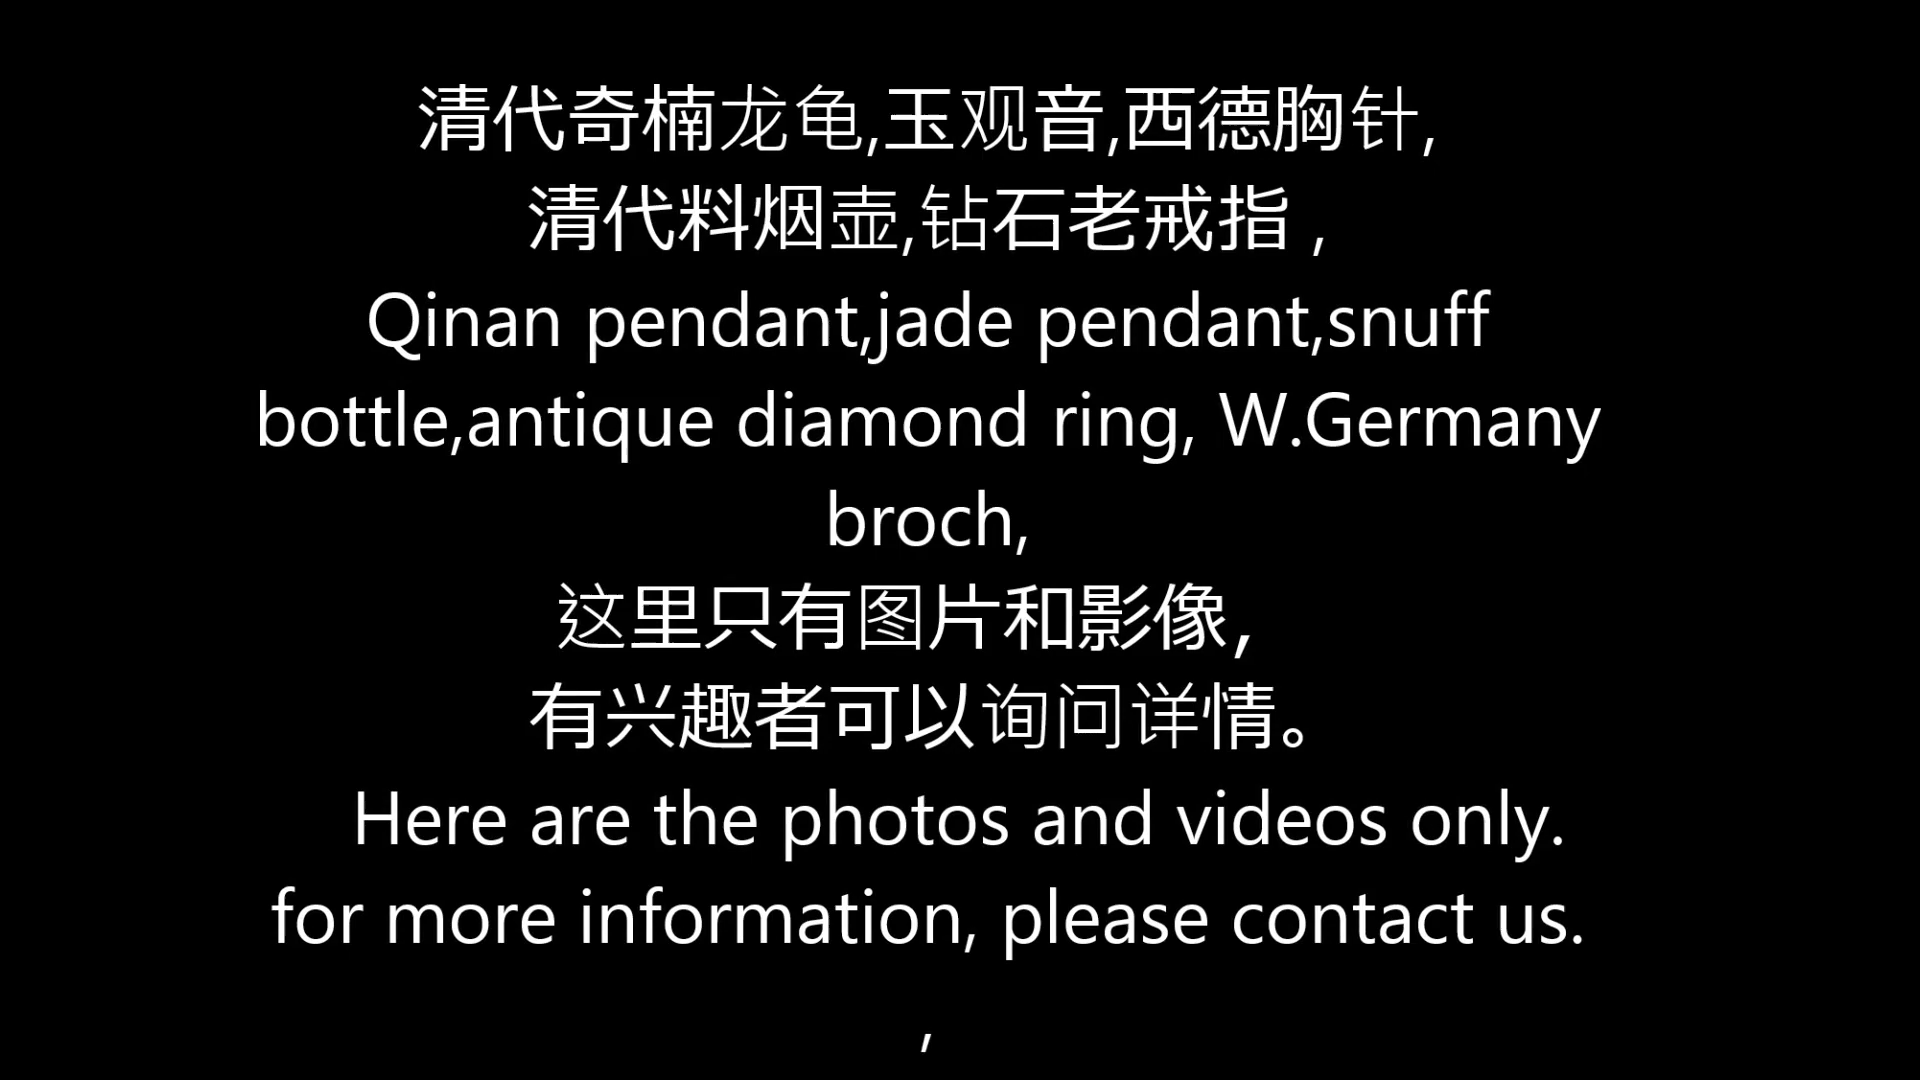 清代奇楠龙龟,玉观音,西德胸针,
清代料烟壶,钻石老戒指 ,
Qinan pendant,jade pendant,snuff
bottle,antique diamond ring, W.Germany
broch,
这里只有图片和影像，
有兴趣者可以询问详情。
Here are the photos and videos only.
for more information, please contact us.
,